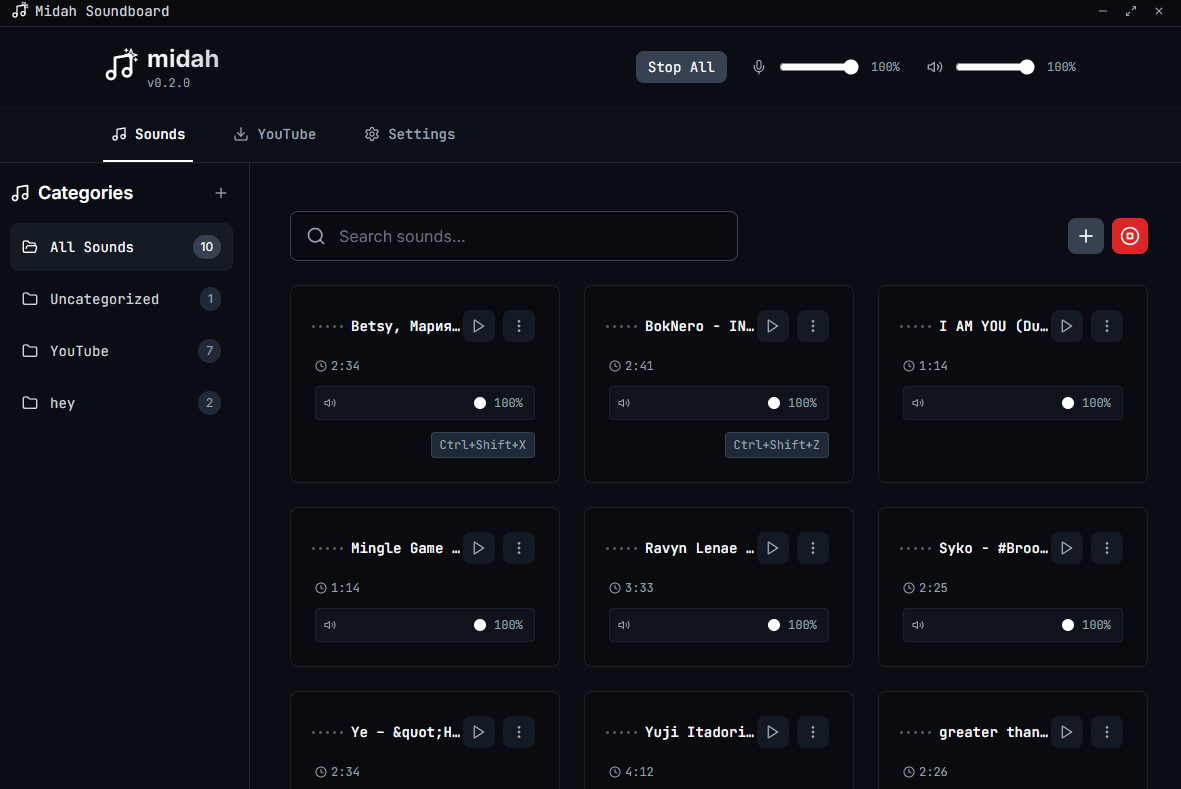 Midah Soundboard
midah
v0.2.0
Stop All
100%
100%
Sounds
YouTube
Settings
Categories
All Sounds
10
Uncategorized
1
YouTube
7
hey
2
Search sounds...
Betsy, Мария…
2:34
100%
Ctrl+Shift+X
BokNero - IN…
2:41
100%
Ctrl+Shift+Z
I AM YOU (Du…
1:14
100%
Mingle Game …
1:14
100%
Ravyn Lenae …
3:33
100%
Syko - #Broo…
2:25
100%
Ye – &quot;H…
2:34
Yuji Itadori…
4:12
greater than…
2:26